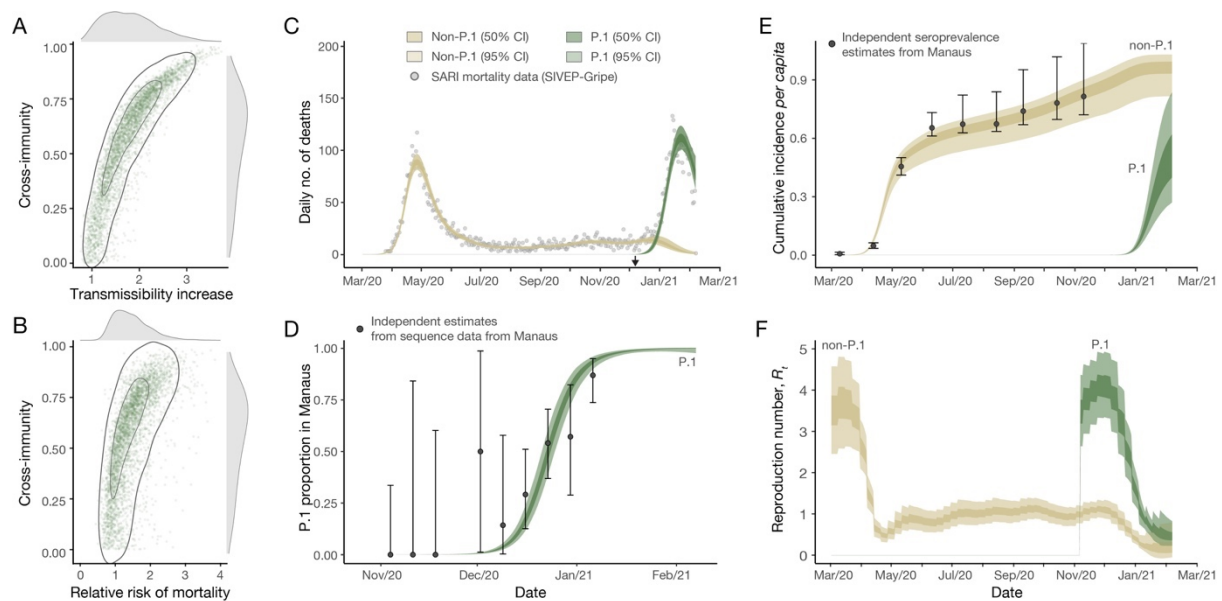 A
1.00
0.75
0.50
0.25
0.00
Cross-immunity
1
2
3
Transmissibility increase
B
1.00
0.75
0.50
0.25
0.00
Cross-immunity
0
1
2
3
4
Relative risk of mortality
C
Non-P.1 (50% CI)
P.1 (50% CI)
Non-P.1 (95% CI)
P.1 (95% CI)
SARI mortality data (SIVEP-Gripe)
200
150
100
50
0
Daily no. of deaths
Mar/20
May/20
Jul/20
Sep/20
Nov/20
Jan/21
Mar/21
D
Independent estimates
from sequence data from Manaus
1.00
0.75
0.50
0.25
0.00
P.1 proportion in Manaus
P.1
Nov/20
Dec/20
Jan/21
Feb/21
Date
E
Independent seroprevalence
estimates from Manaus
non-P.1
P.1
0.9
0.6
0.3
0.0
Cumulative incidence per capita
Mar/20
May/20
Jul/20
Sep/20
Nov/20
Jan/21
Mar/21
F
non-P.1
P.1
5
4
3
2
1
0
Reproduction number, Rt
Mar/20
May/20
Jul/20
Sep/20
Nov/20
Jan/21
Mar/21
Date